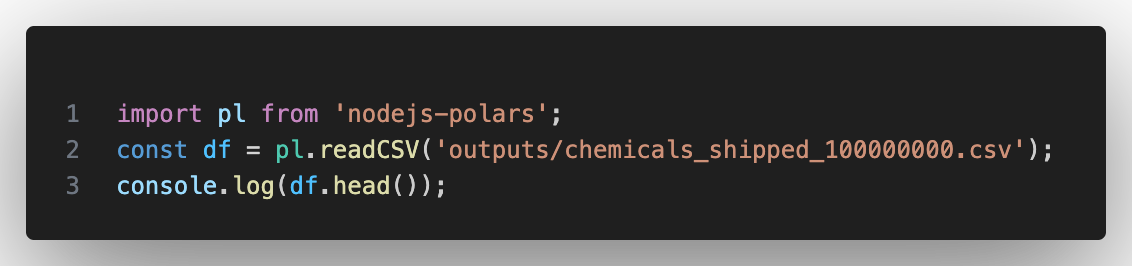 1 import pl from 'nodejs-polars';
2 const df = pl.readCSV('outputs/chemicals_shipped_100000000.csv');
3 console.log(df.head());